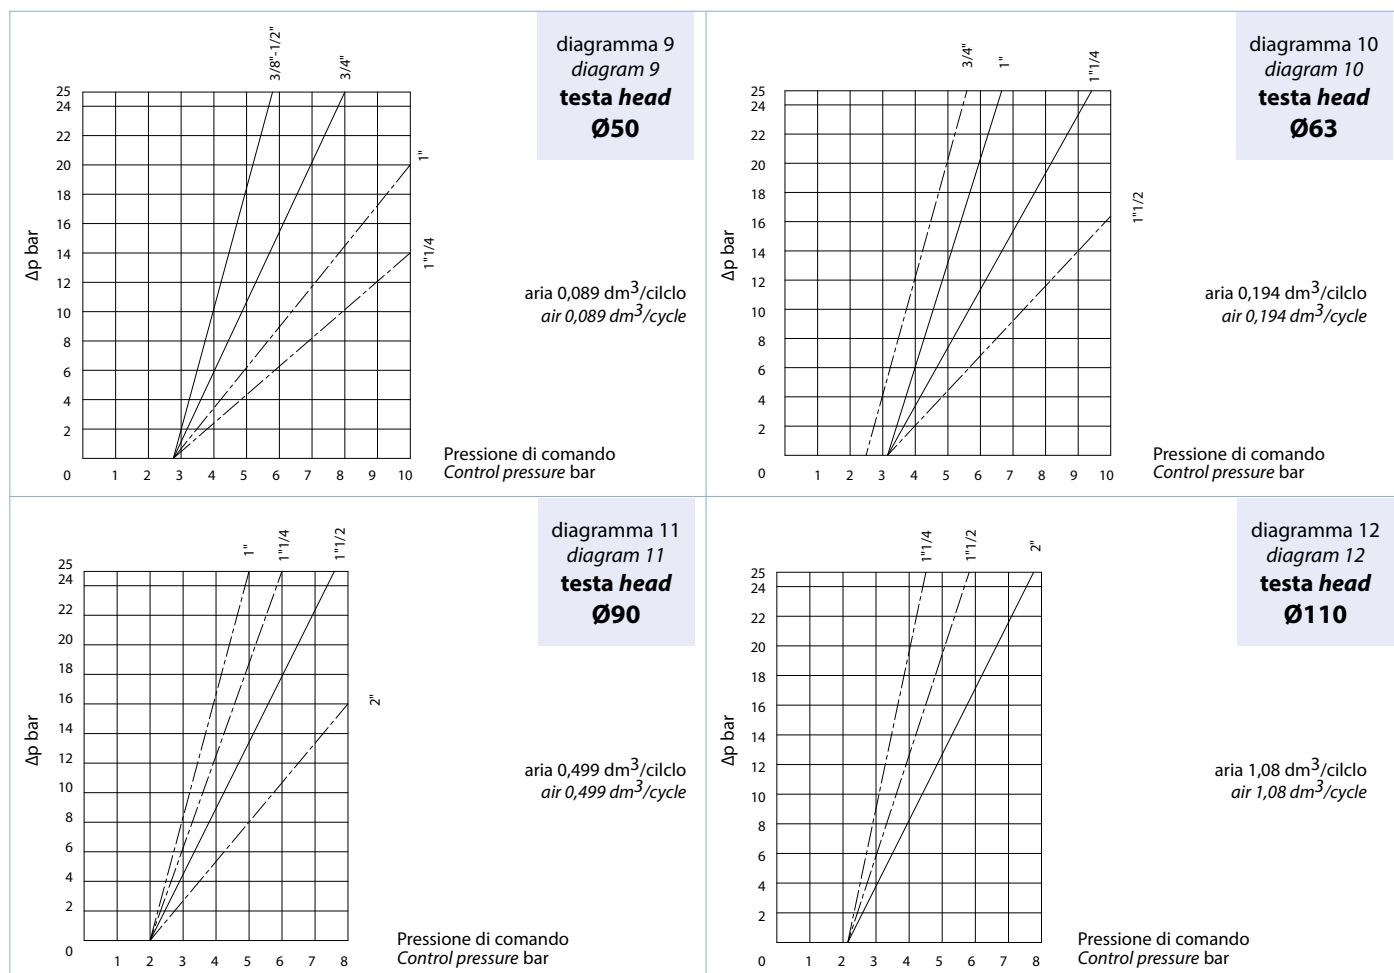 diagramma 9
diagram 9
testa head
Ø50
3/8"-1/2"
3/4"
1"
1"1/4
25
24
22
20
18
16
14
12
10
8
6
4
2
0
Δp bar
1 2 3 4 5 6 7 8 9 10
aria 0,089 dm3/cilclo
air 0,089 dm3/cycle
Pressione di comando
Control pressure bar
diagramma 10
diagram 10
testa head
Ø63
3/4"
1"
1"1/4
1"1/2
25
24
22
20
18
16
14
12
10
8
6
4
2
0
Δp bar
1 2 3 4 5 6 7 8 9 10
aria 0,194 dm3/cilclo
air 0,194 dm3/cycle
Pressione di comando
Control pressure bar
diagramma 11
diagram 11
testa head
Ø90
1"
1"1/4
1"1/2
2"
25
24
22
20
18
16
14
12
10
8
6
4
2
0
Δp bar
1 2 3 4 5 6 7 8
aria 0,499 dm3/cilclo
air 0,499 dm3/cycle
Pressione di comando
Control pressure bar
diagramma 12
diagram 12
testa head
Ø110
1"1/4
1"1/2
2"
25
24
22
20
18
16
14
12
10
8
6
4
2
0
Δp bar
1 2 3 4 5 6 7 8
aria 1,08 dm3/cilclo
air 1,08 dm3/cycle
Pressione di comando
Control pressure bar